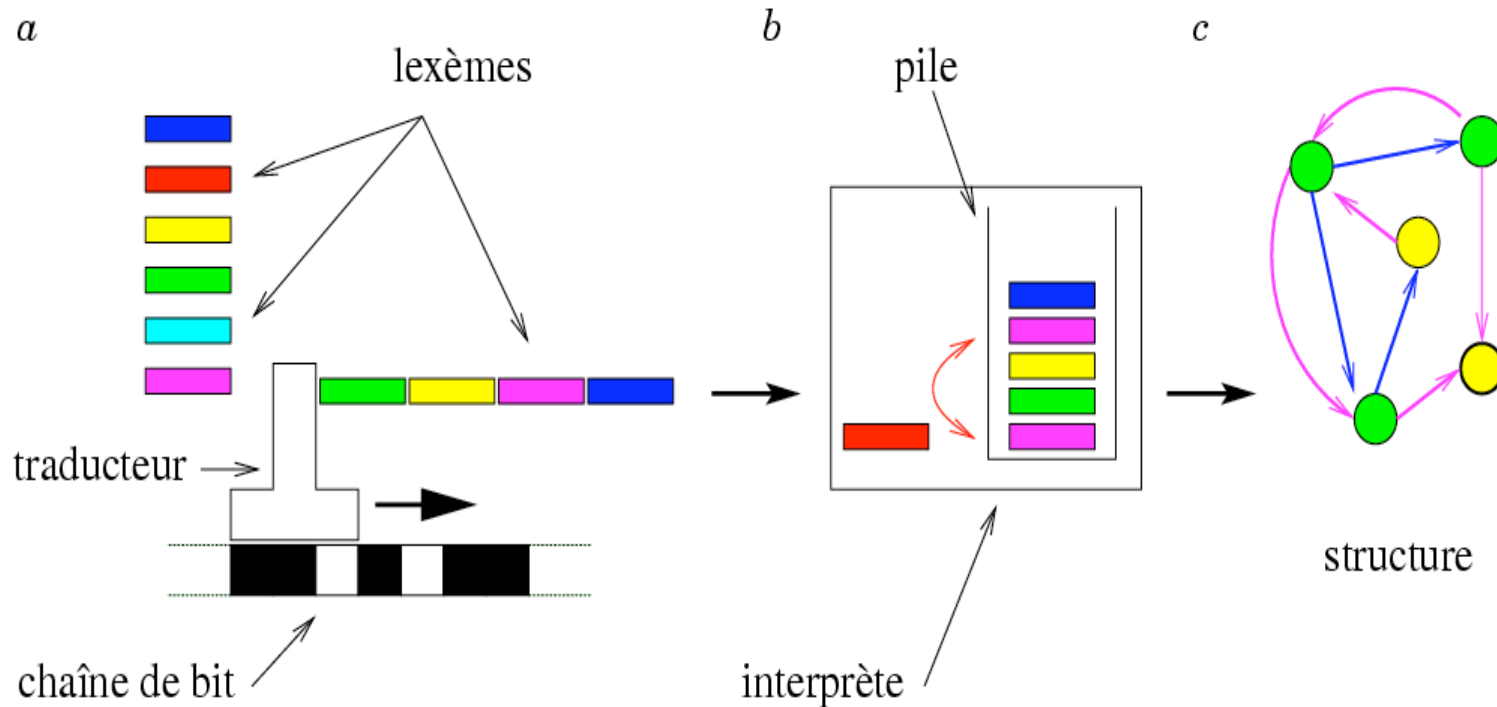 a
b
c
lexèmes
pile
traducteur
structure
chaîne de bit
interprète